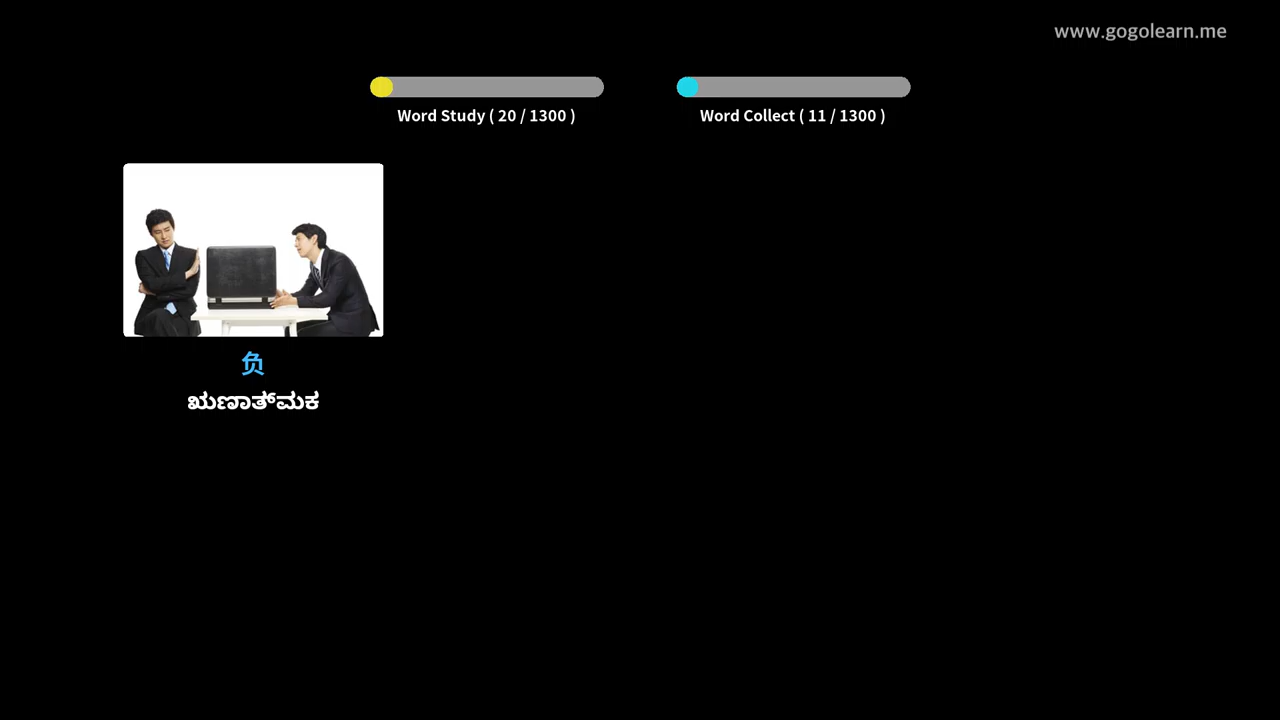 www.gogolearn.me
Word Study ( 20 / 1300 )
Word Collect ( 11 / 1300 )
负
ಋಣಾತ್‌ಮಕ